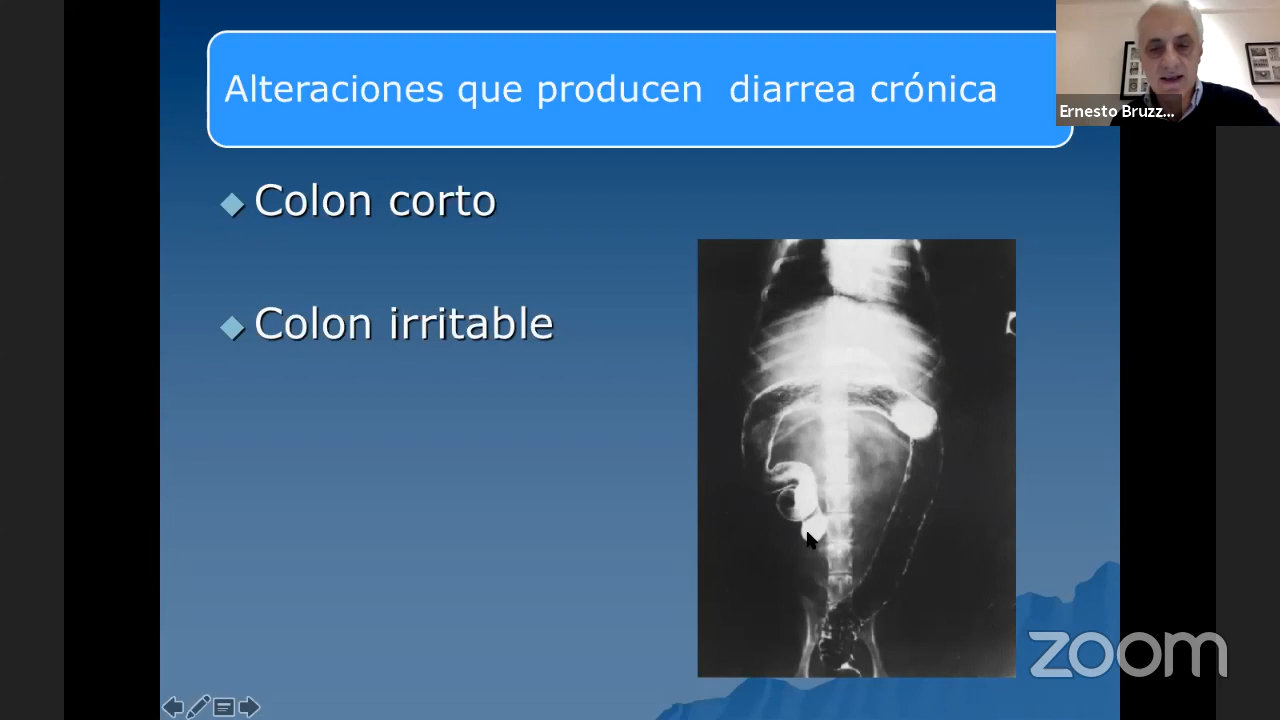 Alteraciones que producen diarrea crónica
Ernesto Bruzz...
Colon corto
Colon irritable
zoom